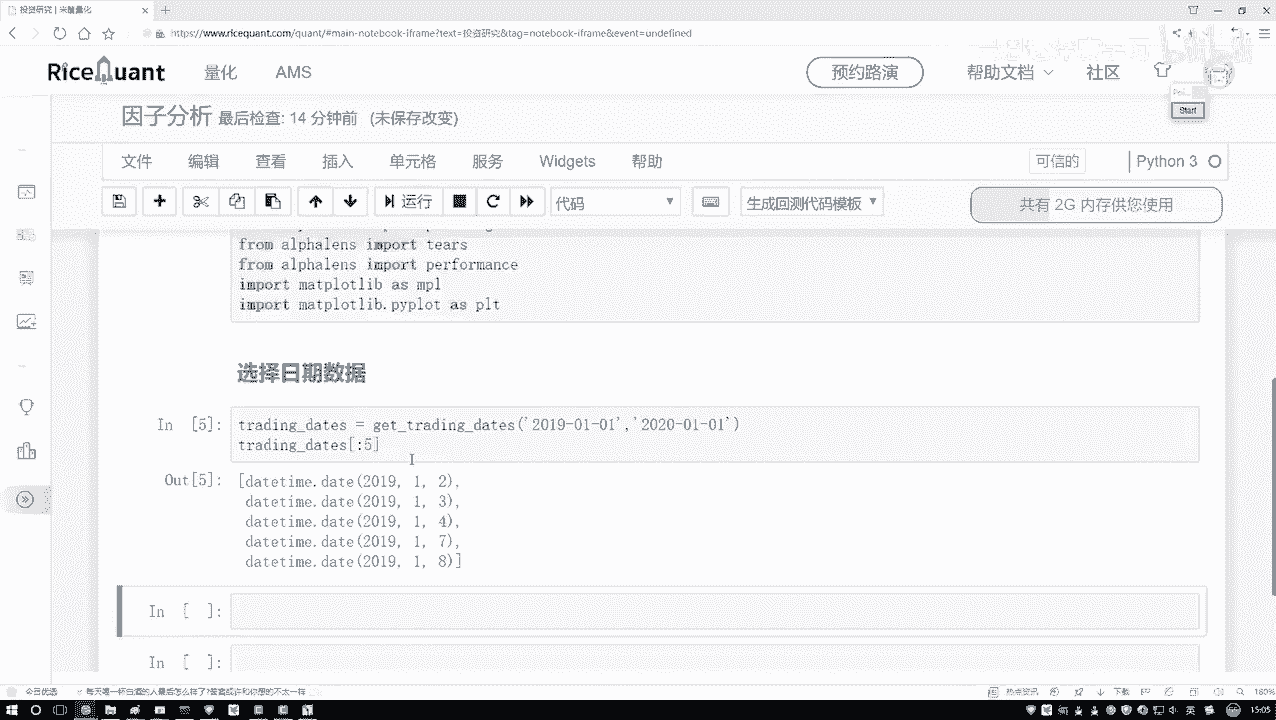 投资研究 | 米筐量化
https://www.ricequant.com/quant/#main-notebook-iframe?text=投资研究&tag=notebook-iframe&event=undefined
RiceQuant 量化 AMS 预约路演 帮助文档 社区
Start
因子分析 最后检查: 14 分钟前 (未保存改变)
文件 编辑 查看 插入 单元格 服务 Widgets 帮助 可信的 Python 3
运行 代码 生成回测代码模板 共有 2G 内存供您使用
from alphalens import tears
from alphalens import performance
import matplotlib as mpl
import matplotlib.pyplot as plt
选择日期数据
In [5]: trading_dates = get_trading_dates('2019-01-01','2020-01-01')
trading_dates[:5]
Out[5]: [datetime.date(2019, 1, 2),
datetime.date(2019, 1, 3),
datetime.date(2019, 1, 4),
datetime.date(2019, 1, 7),
datetime.date(2019, 1, 8)]
In [ ]:
In [ ]:
今日优选 每天喝一杯白酒的人最后怎么样了?答案或许和你想的不太一样 热点资讯 下载 160%
英 15:05